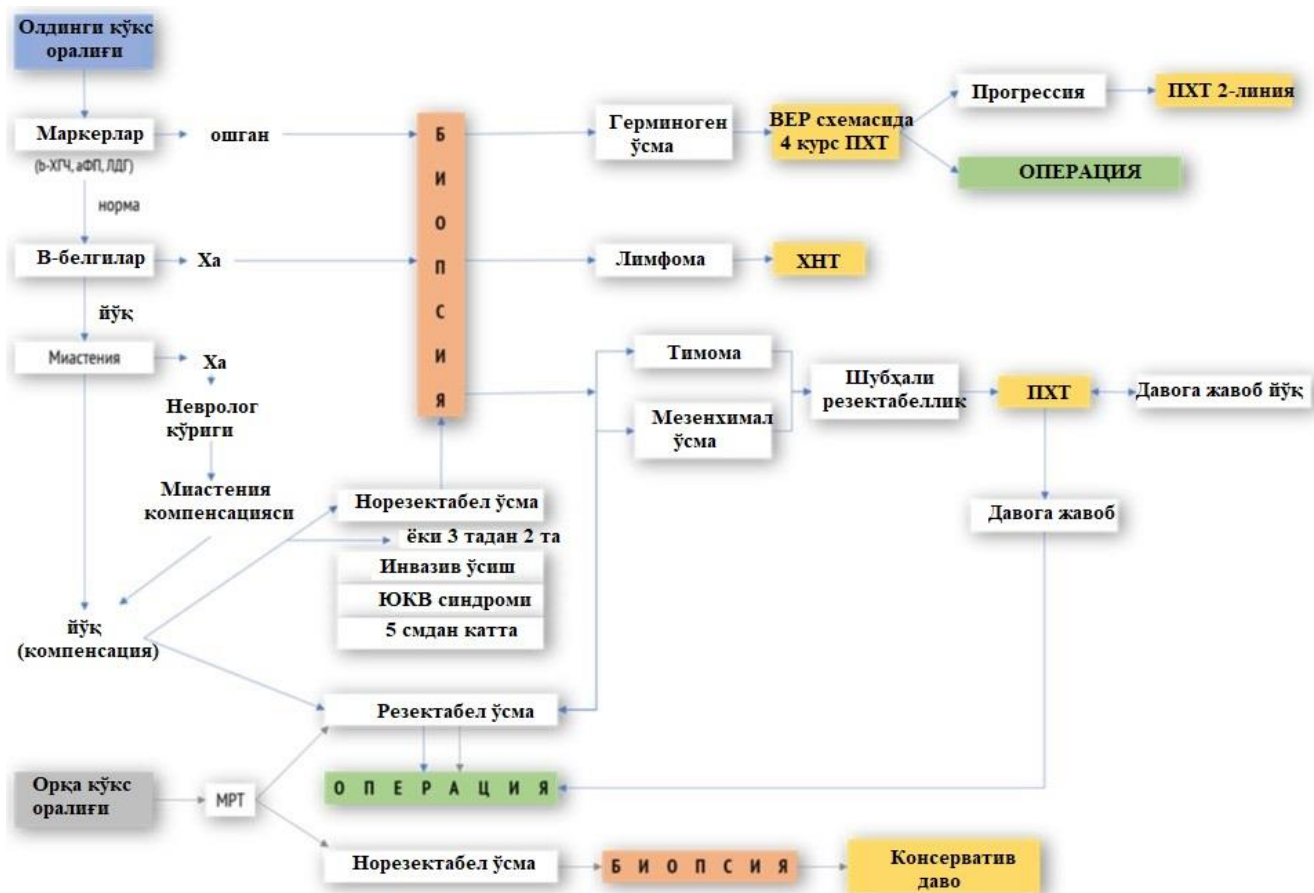 Олдинги кўкс
оралиғи
Маркерлар
(b-ХГЧ, аФП, ЛДГ)
ошган
норма
В-белгилар
Ха
йўқ
Миастения
Ха
Невролог
кўриги
Миастения
компенсацияси
йўқ
(компенсация)
БИОПСИЯ
Герминоген
ўсма
ВЕР схемасида
4 курс ПХТ
Прогрессия
ПХТ 2-линия
ОПЕРАЦИЯ
Лимфома
ХНТ
Тимома
Мезенхимал
ўсма
Шубҳали
резектабеллик
ПХТ
Давога жавоб йўқ
Давога жавоб
Норезектабел ўсма
ёки 3 тадан 2 та
Инвазив ўсиш
ЮКВ синдроми
5 смдан катта
Резектабел ўсма
ОПЕРАЦИЯ
Орқа кўкс
оралиғи
МРТ
Норезектабел ўсма
БИОПСИЯ
Консерватив
даво